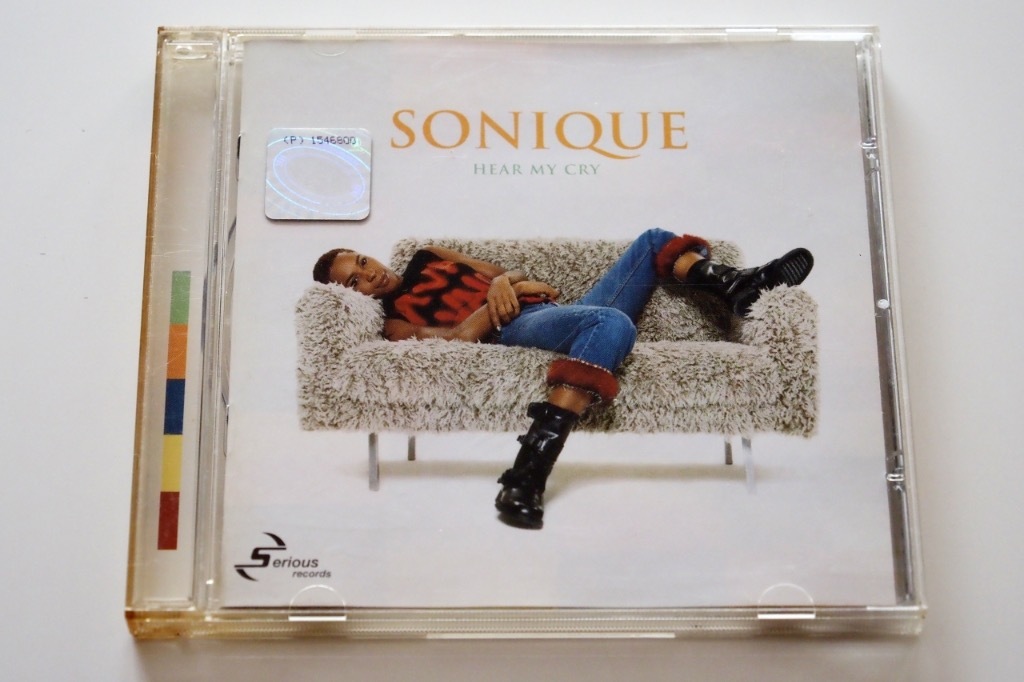 SONIQUE
HEAR MY CRY
(P) 1546800
Serious
records